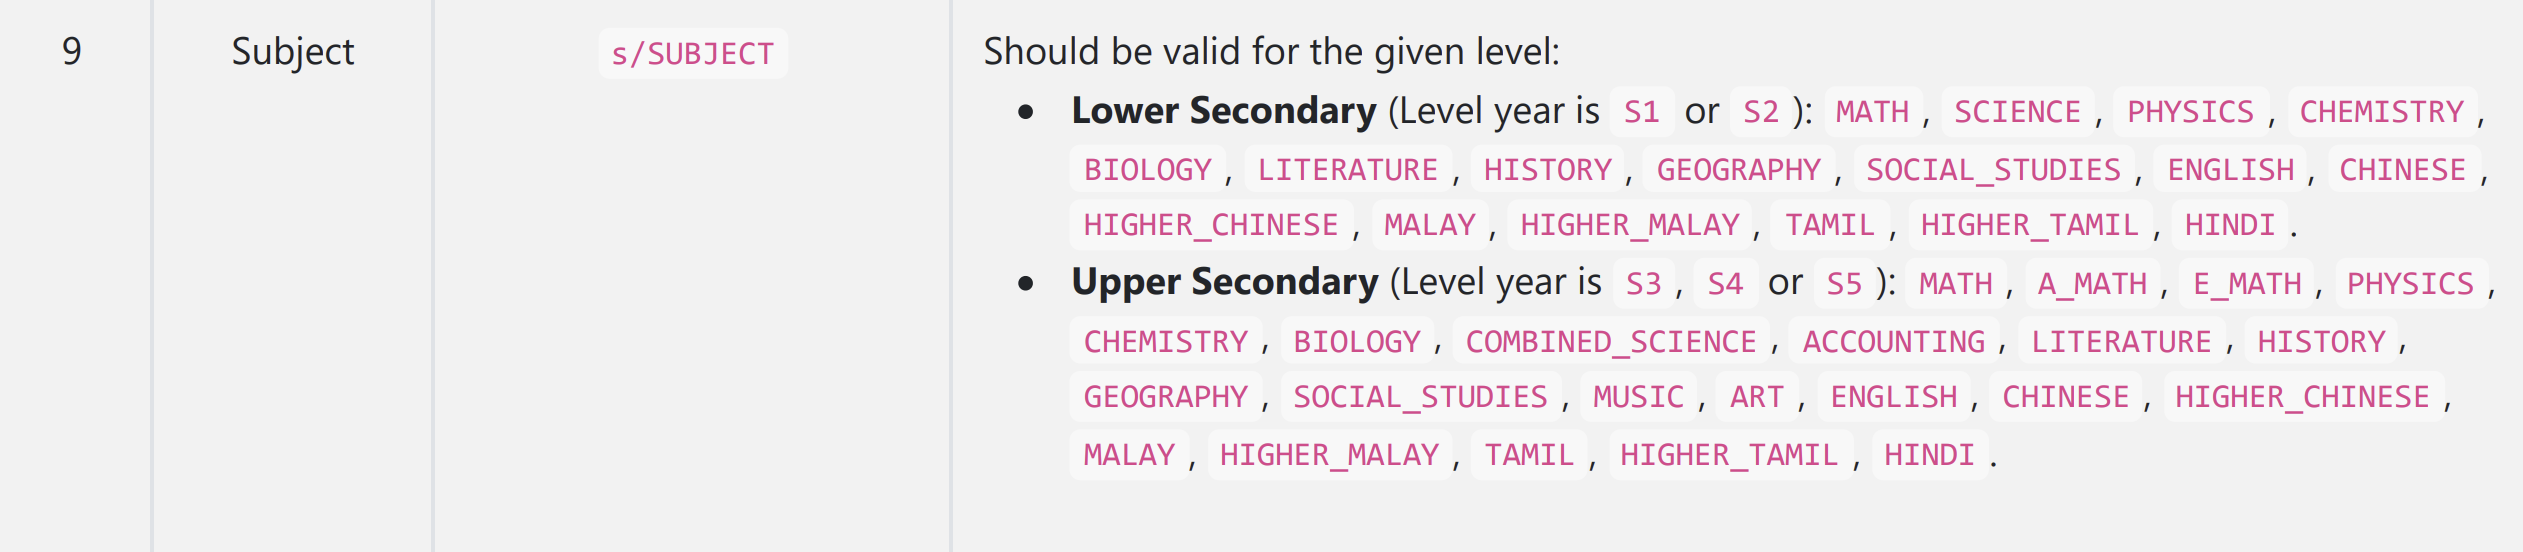 9 Subject s/SUBJECT Should be valid for the given level:
• Lower Secondary (Level year is S1 or S2 ): MATH , SCIENCE , PHYSICS , CHEMISTRY ,
BIOLOGY , LITERATURE , HISTORY , GEOGRAPHY , SOCIAL_STUDIES , ENGLISH , CHINESE ,
HIGHER_CHINESE , MALAY , HIGHER_MALAY , TAMIL , HIGHER_TAMIL , HINDI .
• Upper Secondary (Level year is S3 , S4 or S5 ): MATH , A_MATH , E_MATH , PHYSICS ,
CHEMISTRY , BIOLOGY , COMBINED_SCIENCE , ACCOUNTING , LITERATURE , HISTORY ,
GEOGRAPHY , SOCIAL_STUDIES , MUSIC , ART , ENGLISH , CHINESE , HIGHER_CHINESE ,
MALAY , HIGHER_MALAY , TAMIL , HIGHER_TAMIL , HINDI .